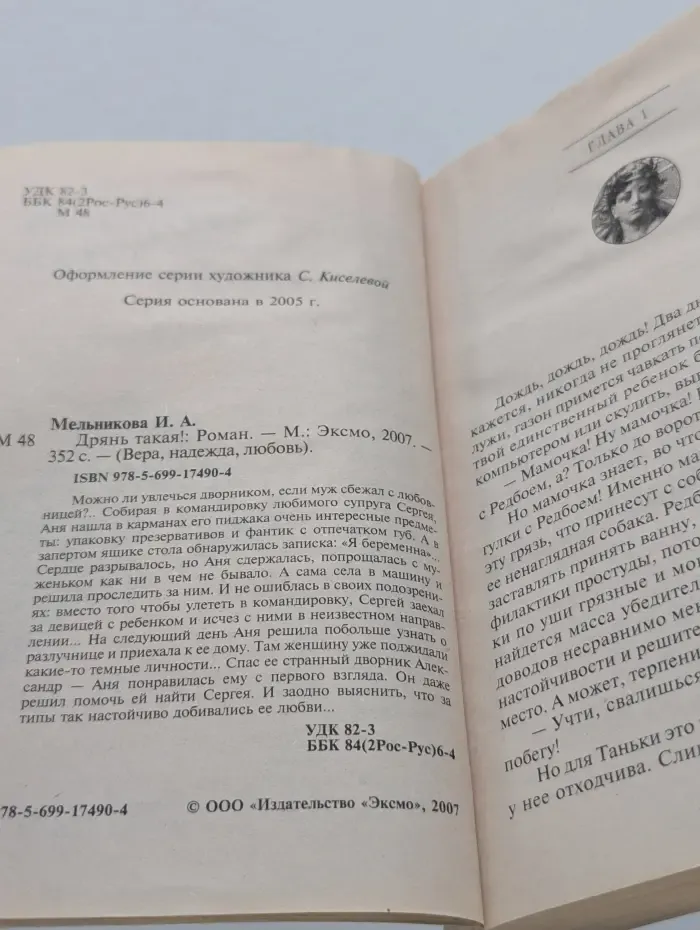 УДК 82-3
ББК 84(2Рос-Рус)6-4
М 48
Оформление серии художника С. Киселевой
Серия основана в 2005 г.
Мельникова И. А.
М 48
Дрянь такая!: Роман. — М.: Эксмо, 2007. —
352 с. — (Вера, надежда, любовь).
ISBN 978-5-699-17490-4
Можно ли увлечься дворником, если муж сбежал с любов-
ницей?.. Собирая в командировку любимого супруга Сергея,
Аня нашла в карманах его пиджака очень интересные предме-
ты: упаковку презервативов и фантик с отпечатком губ. А в
запертом ящике стола обнаружилась записка: «Я беременна»...
Сердце разрывалось, но Аня сдержалась, попрощалась с му-
женьком как ни в чем не бывало. А сама села в машину и
решила проследить за ним. И не ошиблась в своих подозрени-
ях: вместо того чтобы улететь в командировку, Сергей заехал
за девицей с ребенком и исчез с ними в неизвестном направ-
лении... На следующий день Аня решила побольше узнать о
разлучнице и приехала к ее дому. Там женщину уже поджидали
какие-то темные личности... Спас ее странный дворник Алек-
сандр — Аня понравилась ему с первого взгляда. Он даже
решил помочь ей найти Сергея. И заодно выяснить, что за
типы так настойчиво добивались ее любви...
УДК 82-3
ББК 84(2Рос-Рус)6-4
978-5-699-17490-4
© ООО «Издательство «Эксмо», 2007
ГЛАВА 1
Дождь, дождь, дождь! Два
кажется, никогда не
лужи, газон примется чавкать
твой единственный ребенок
компьютером или скулить,
— Мамочка! Ну мамочка!
с Редбоем, а? Только до
Но мамочка знает, во
гулки с Редбоем! Именно
эту грязь, что принесут с
ее ненаглядная собака.
заставлять принять ванну,
филактики простуды,
ки по уши грязные и
найдется масса
доводов несравнимо
настойчивости и
место. А может,
— Учти, свалишься
побегу!
Но для Таньки это
у нее отходчива.